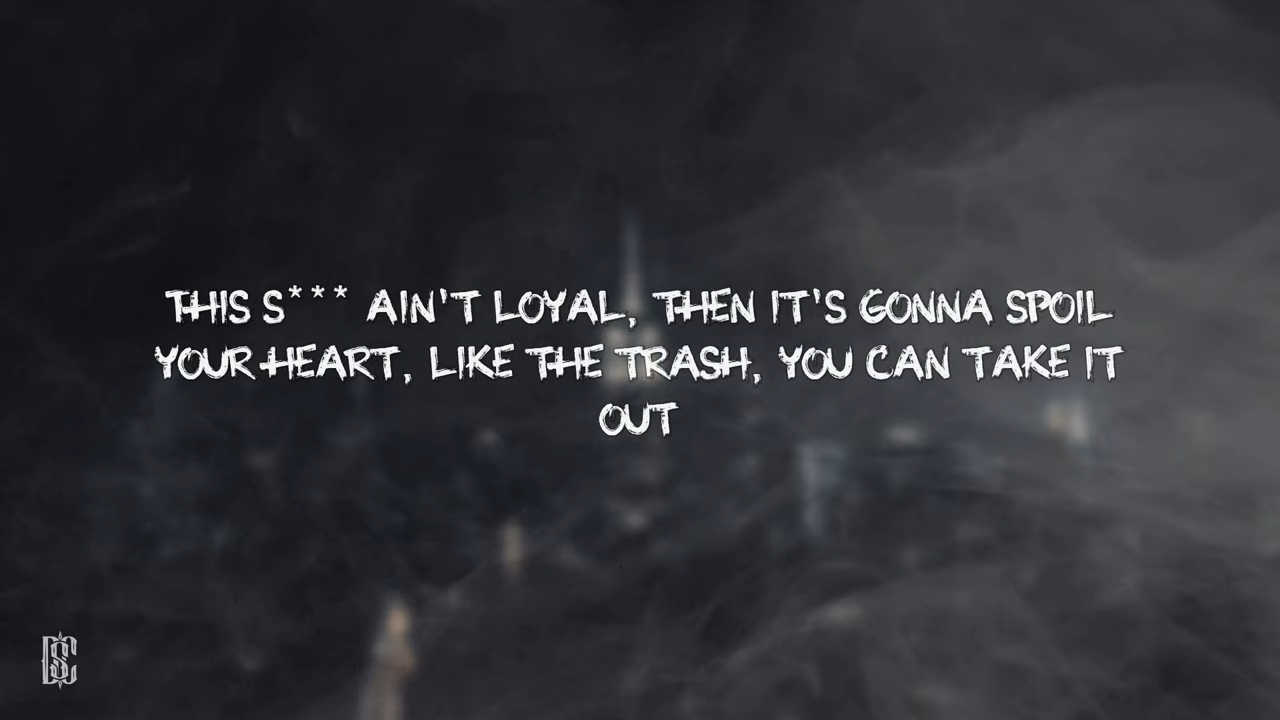 THIS S*** AIN'T LOYAL, THEN IT'S GONNA SPOIL
YOUR HEART, LIKE THE TRASH, YOU CAN TAKE IT
OUT